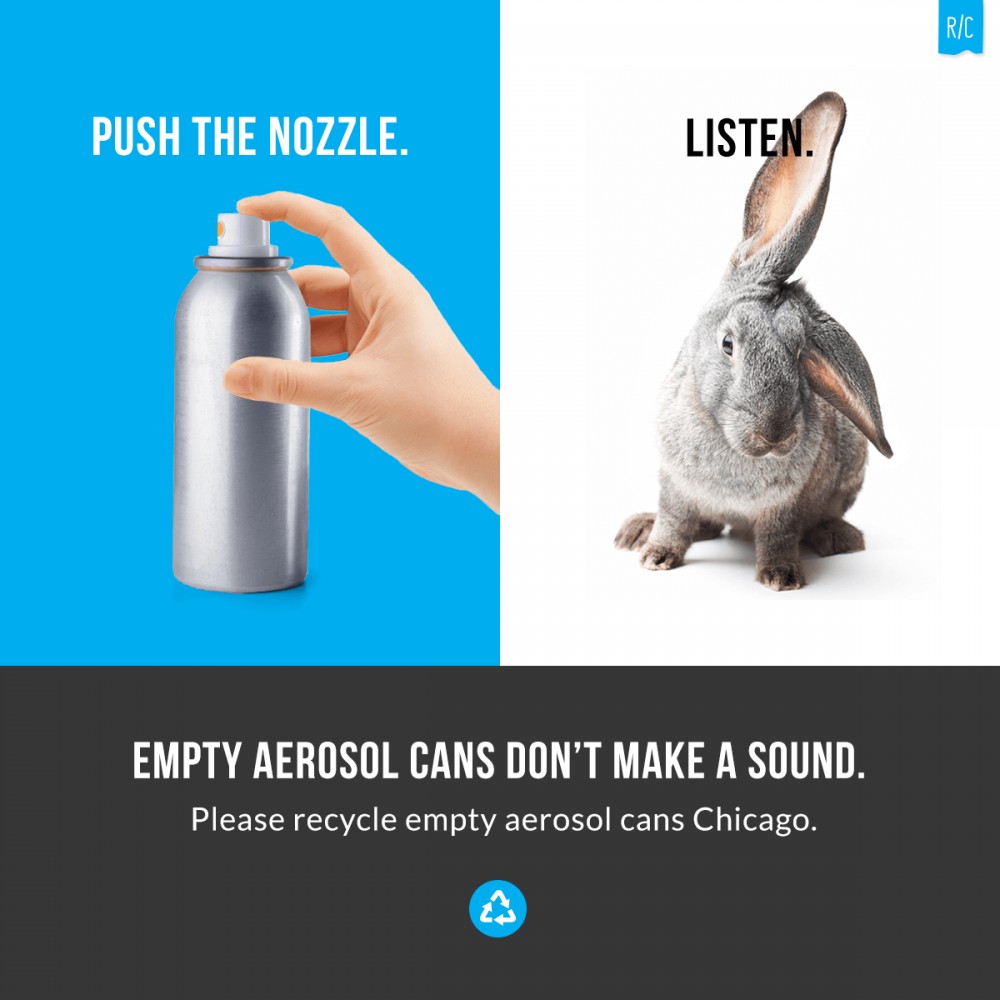 R/C
PUSH THE NOZZLE.
LISTEN.
EMPTY AEROSOL CANS DON’T MAKE A SOUND.
Please recycle empty aerosol cans Chicago.